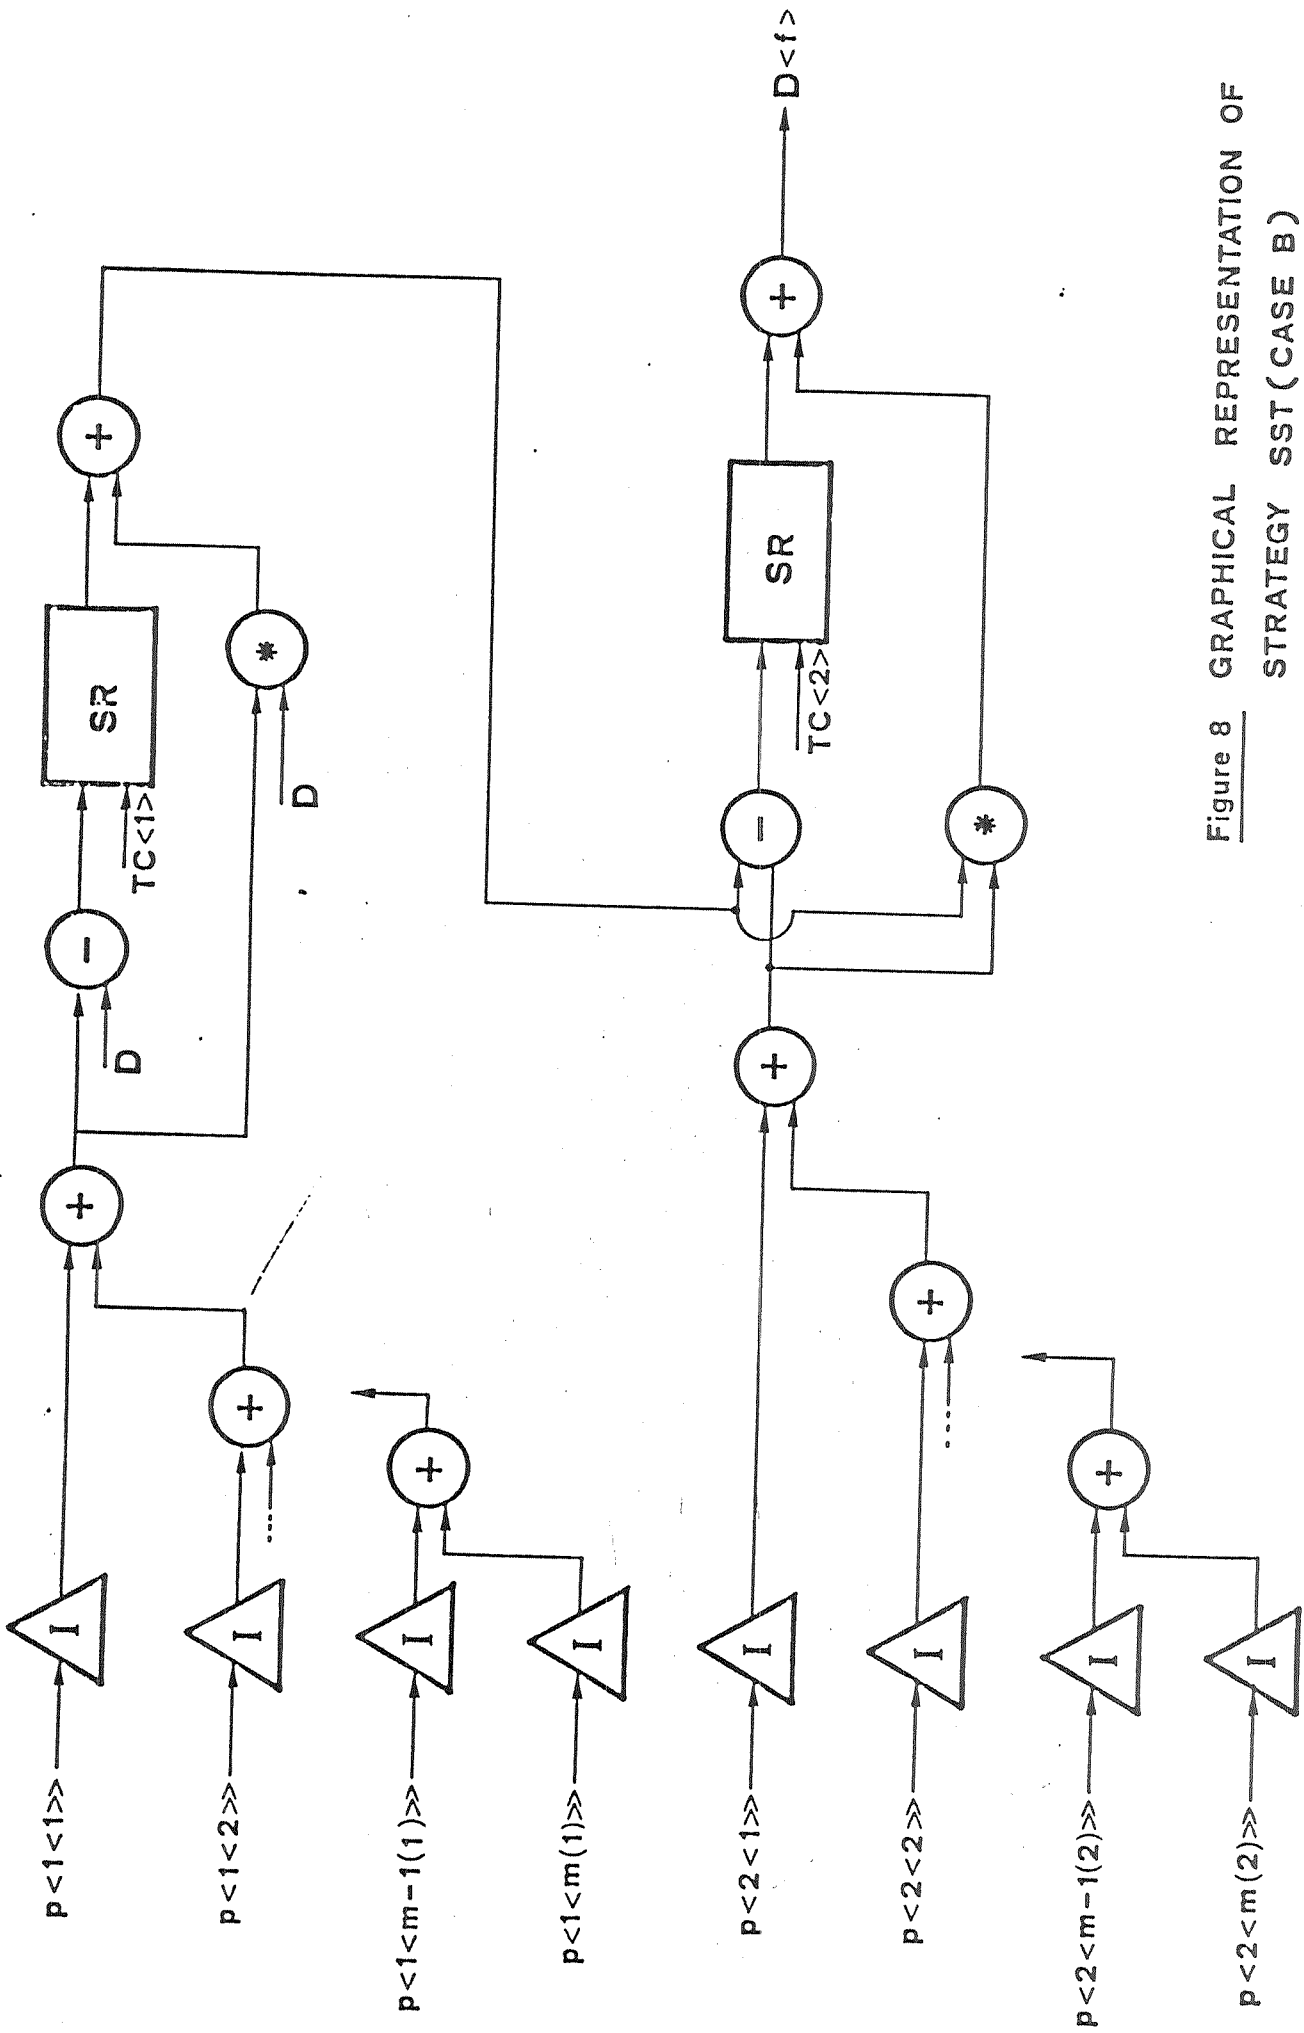 p<1<1>>
I
+
-
D
TC<1>
SR
+
p<1<2>>
I
+
D
*
p<1<m-1(1)>>
I
+
p<1<m(1)>>
I
p<2<1>>
I
+
-
TC<2>
SR
+
D<f>
p<2<2>>
I
+
*
p<2<m-1(2)>>
I
+
p<2<m(2)>>
I
Figure 8 GRAPHICAL REPRESENTATION OF
STRATEGY SST(CASE B)